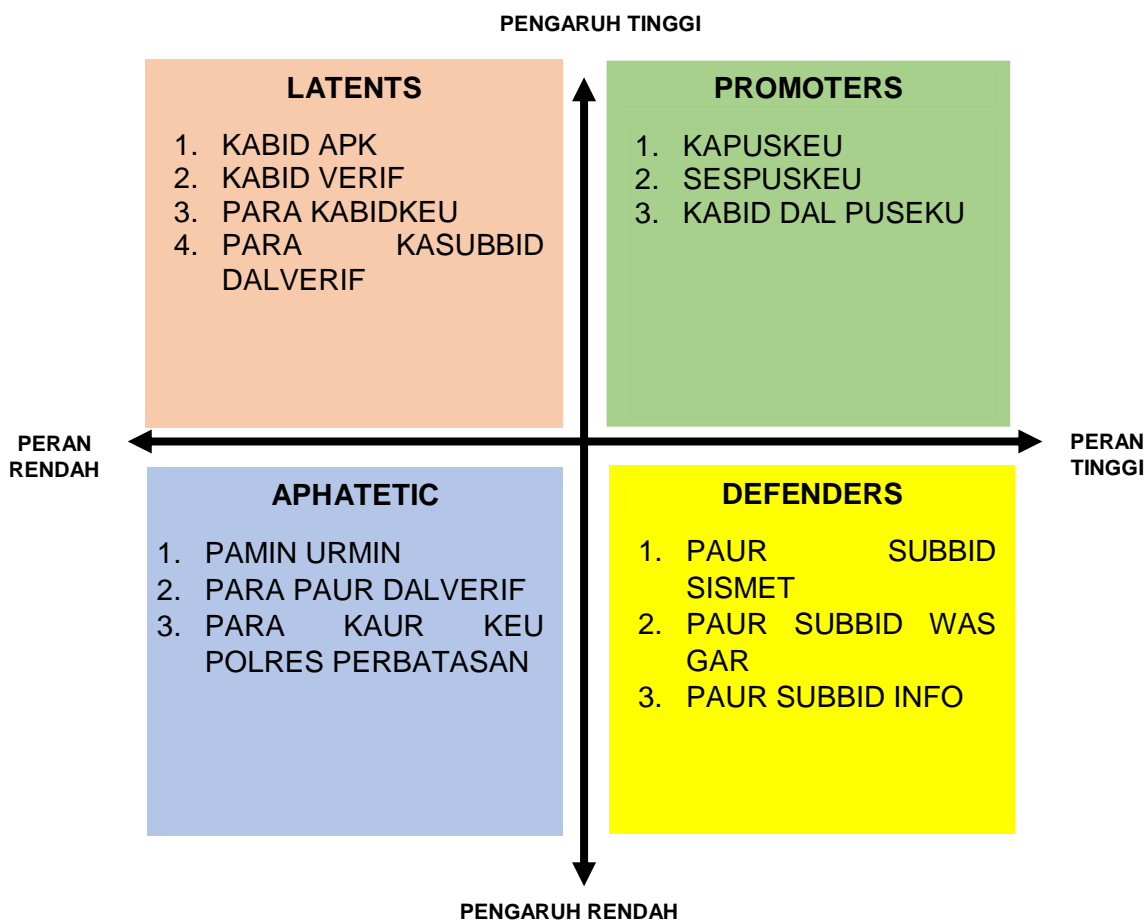 PENGARUH TINGGI
LATENTS
1. KABID APK
2. KABID VERIF
3. PARA KABIDKEU
4. PARA KASUBBID
DALVERIF
PROMOTERS
1. KAPUSKEU
2. SESPUSKEU
3. KABID DAL PUSEKU
PERAN
RENDAH
PERAN
TINGGI
APHATETIC
1. PAMIN URMIN
2. PARA PAUR DALVERIF
3. PARA KAUR KEU
POLRES PERBATASAN
DEFENDERS
1. PAUR SUBBID
SISMET
2. PAUR SUBBID WAS
GAR
3. PAUR SUBBID INFO
PENGARUH RENDAH